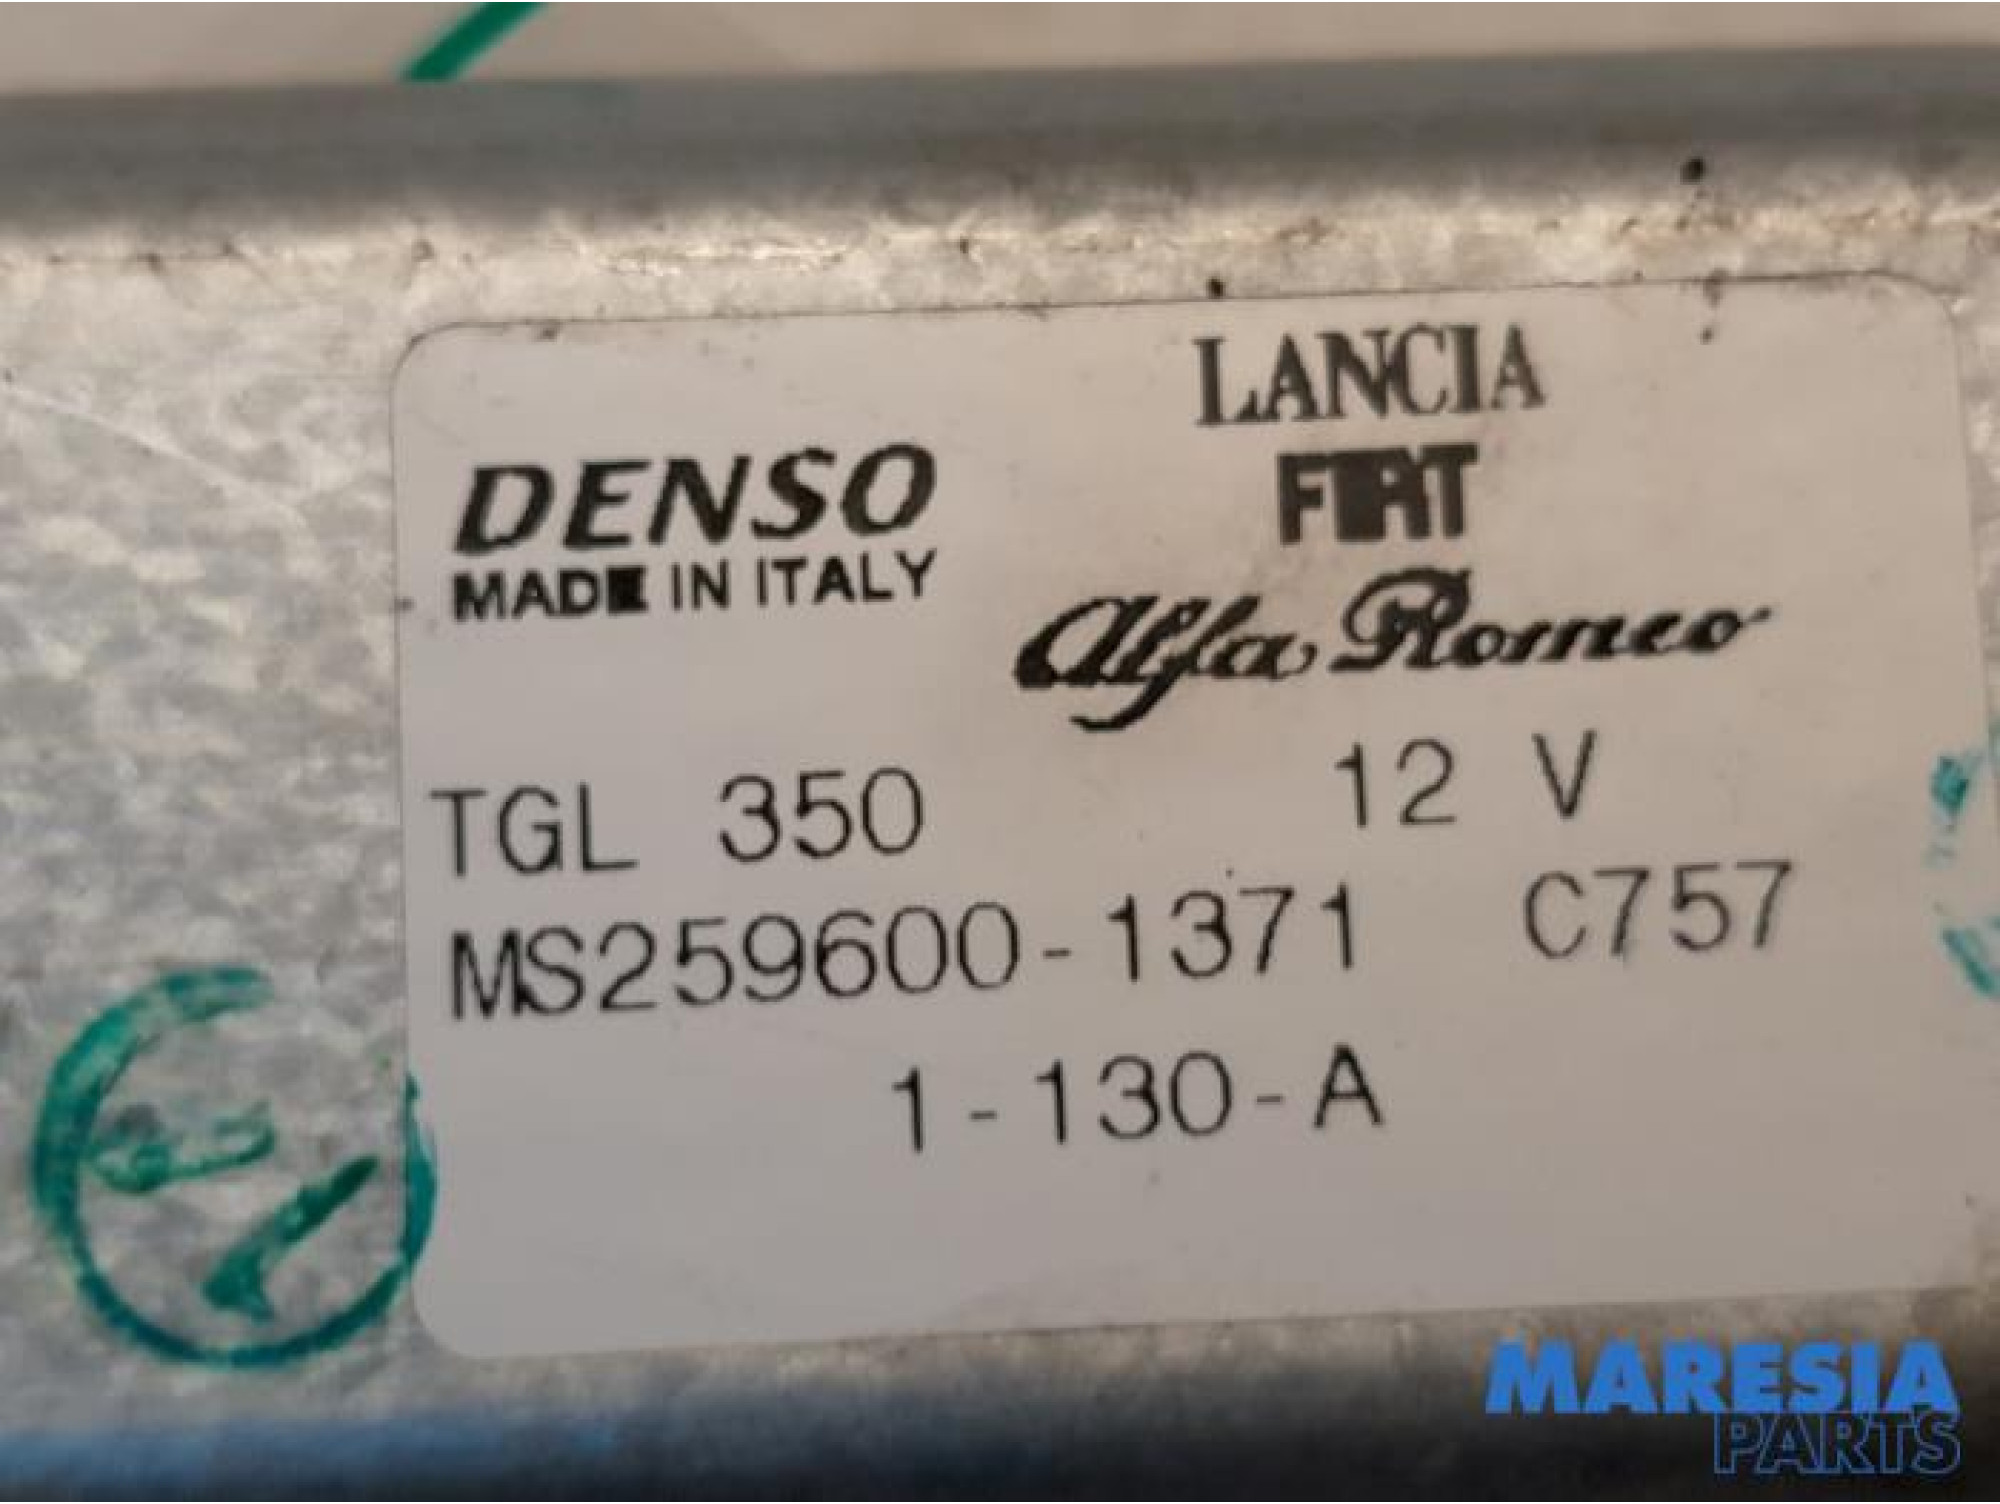 LANCIA
DENSO
FIAT
MADE IN ITALY
Alfa Romeo
TGL 350 12 V
MS259600-1371 C757
1-130-A
MARESIA
PARTS